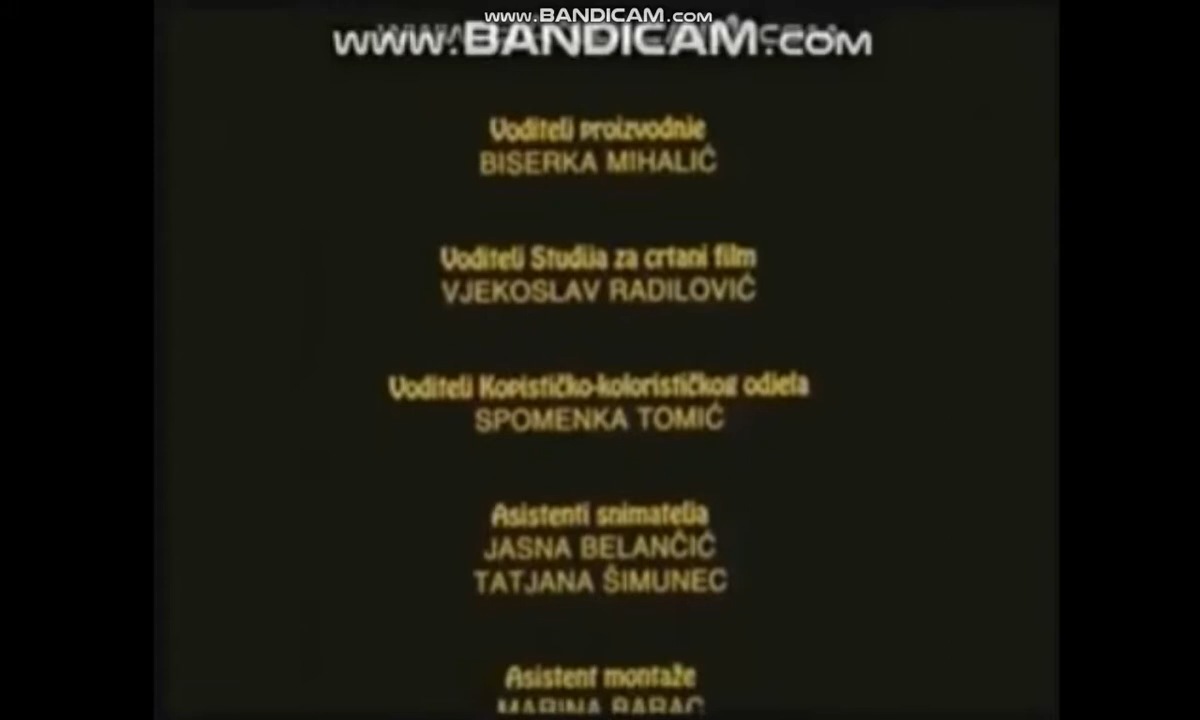 www.BANDICAM.com
www.BANDICAM.com
Voditelj proizvodnje
BISERKA MIHALIĆ
Voditelj Studija za crtani film
VJEKOSLAV RADILOVIĆ
Voditelj Kopističko-kolorističkog odjela
SPOMENKA TOMIĆ
Asistenti snimatelja
JASNA BELANČIĆ
TATJANA ŠIMUNEC
Asistent montaže
MARINA